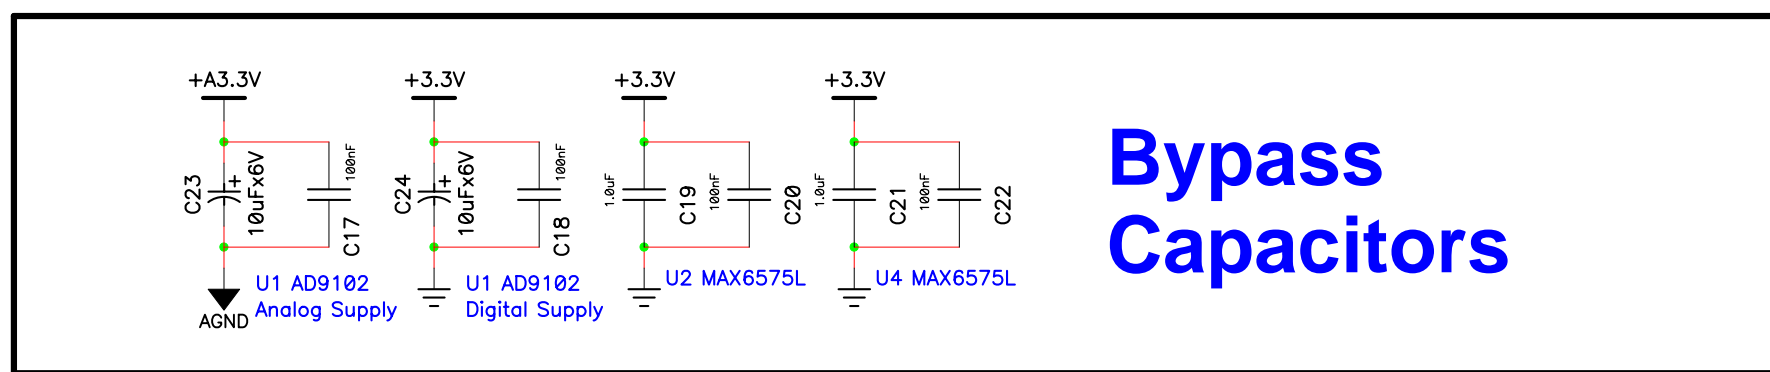 +A3.3V
+3.3V
+3.3V
+3.3V
C23
+
10uFx6V
100nF
C17
C24
+
10uFx6V
100nF
C18
1.0uF
C19
100nF
C20
1.0uF
C21
100nF
C22
AGND
U1 AD9102
Analog Supply
U1 AD9102
Digital Supply
U2 MAX6575L
U4 MAX6575L
Bypass
Capacitors